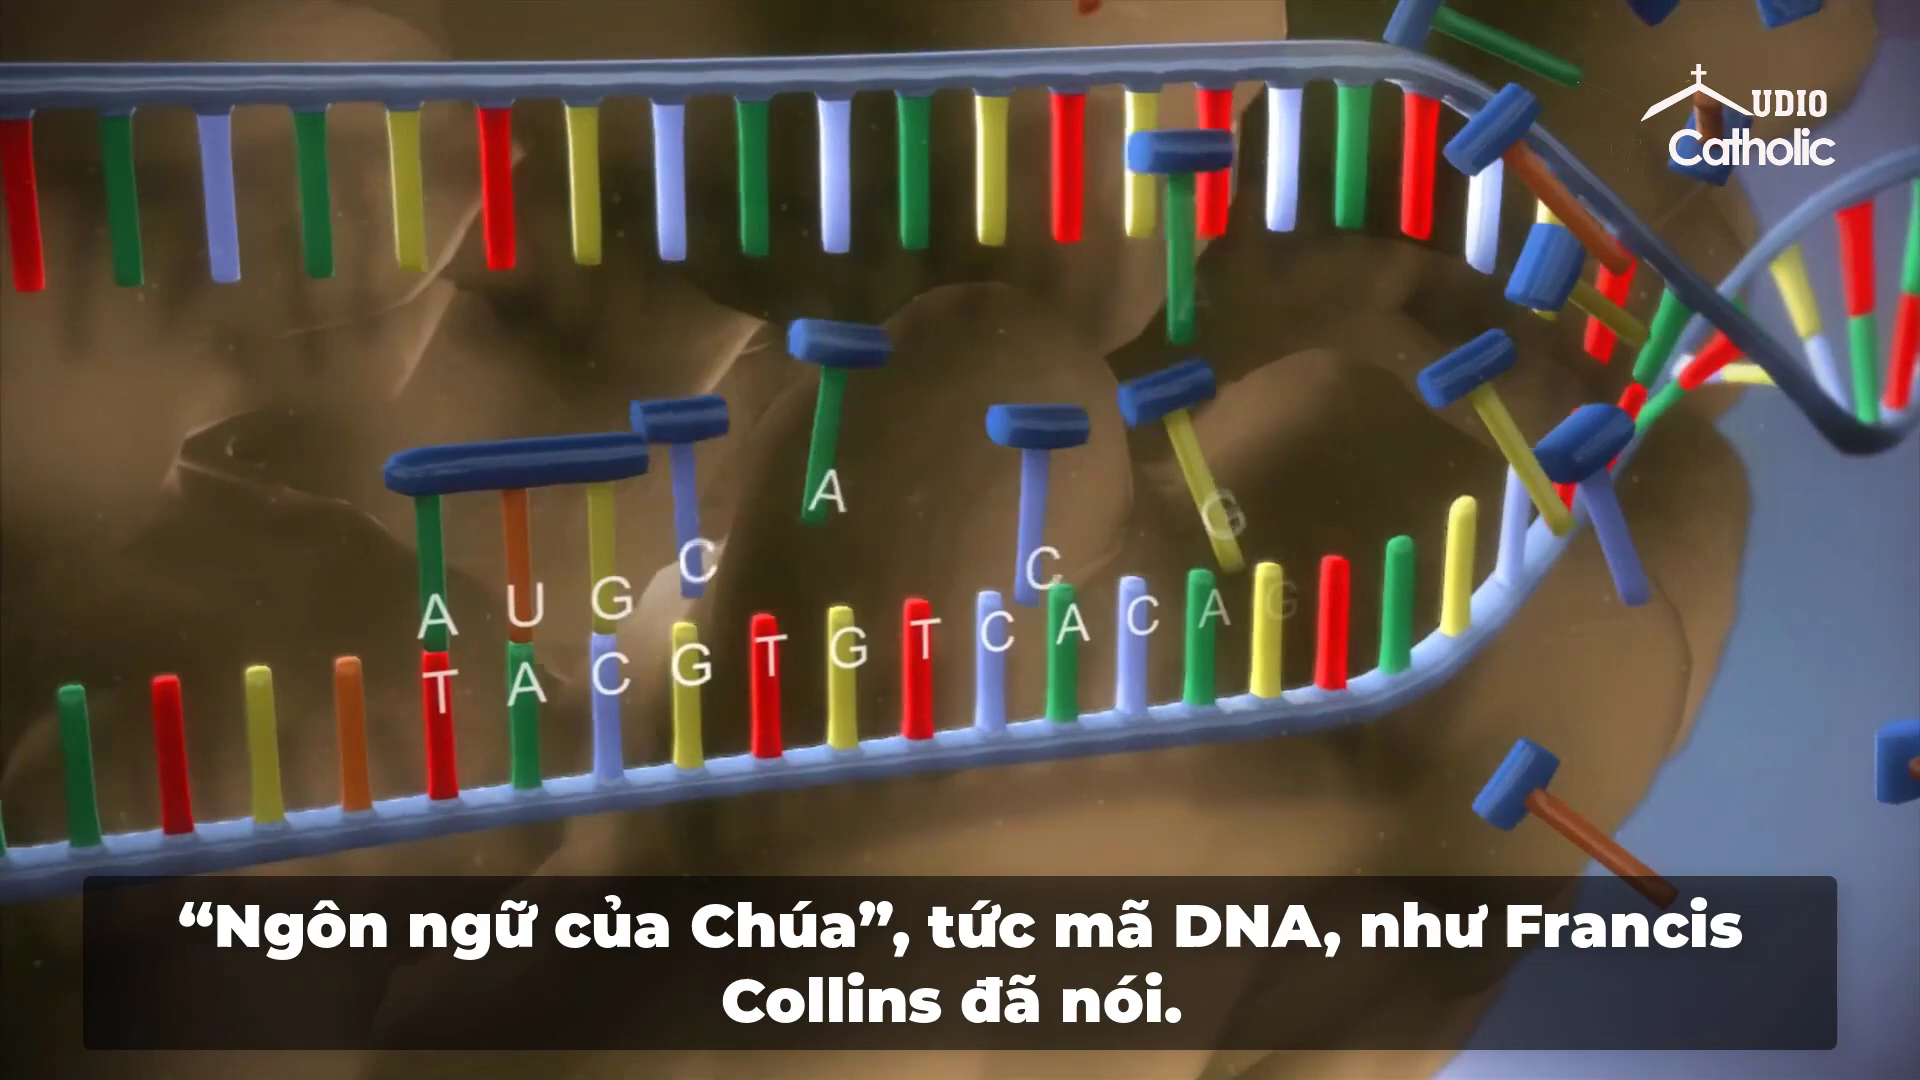 UDIO
Catholic
A
C
C
G
A U G
T A C G T G T C A C A G
“Ngôn ngữ của Chúa”, tức mã DNA, như Francis
Collins đã nói.